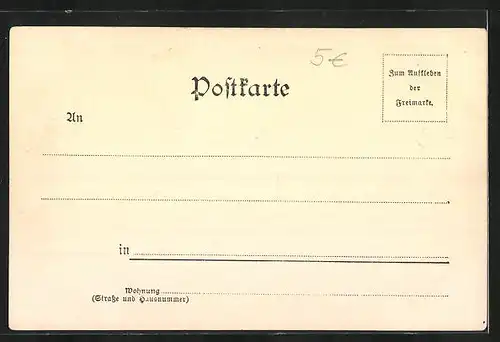 5€
Postkarte
Zum Aufkleben
der
Freimarke.
An
in
Wohnung
(Straße und Hausnummer)